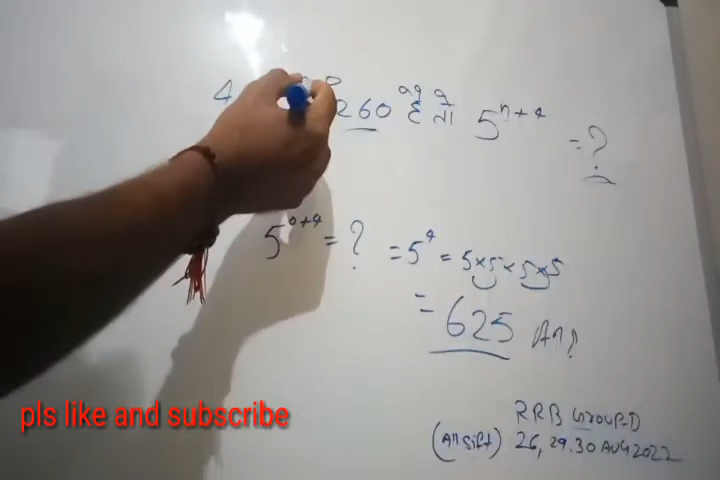 4 260 है तो 5ⁿ⁺⁴ = ?
5⁰⁺⁴ = ? = 5⁴ = 5×5×5×5
= 625 Ans
pls like and subscribe
RRB GROUP-D
(All Sift) 26, 29.30 AUG 2022